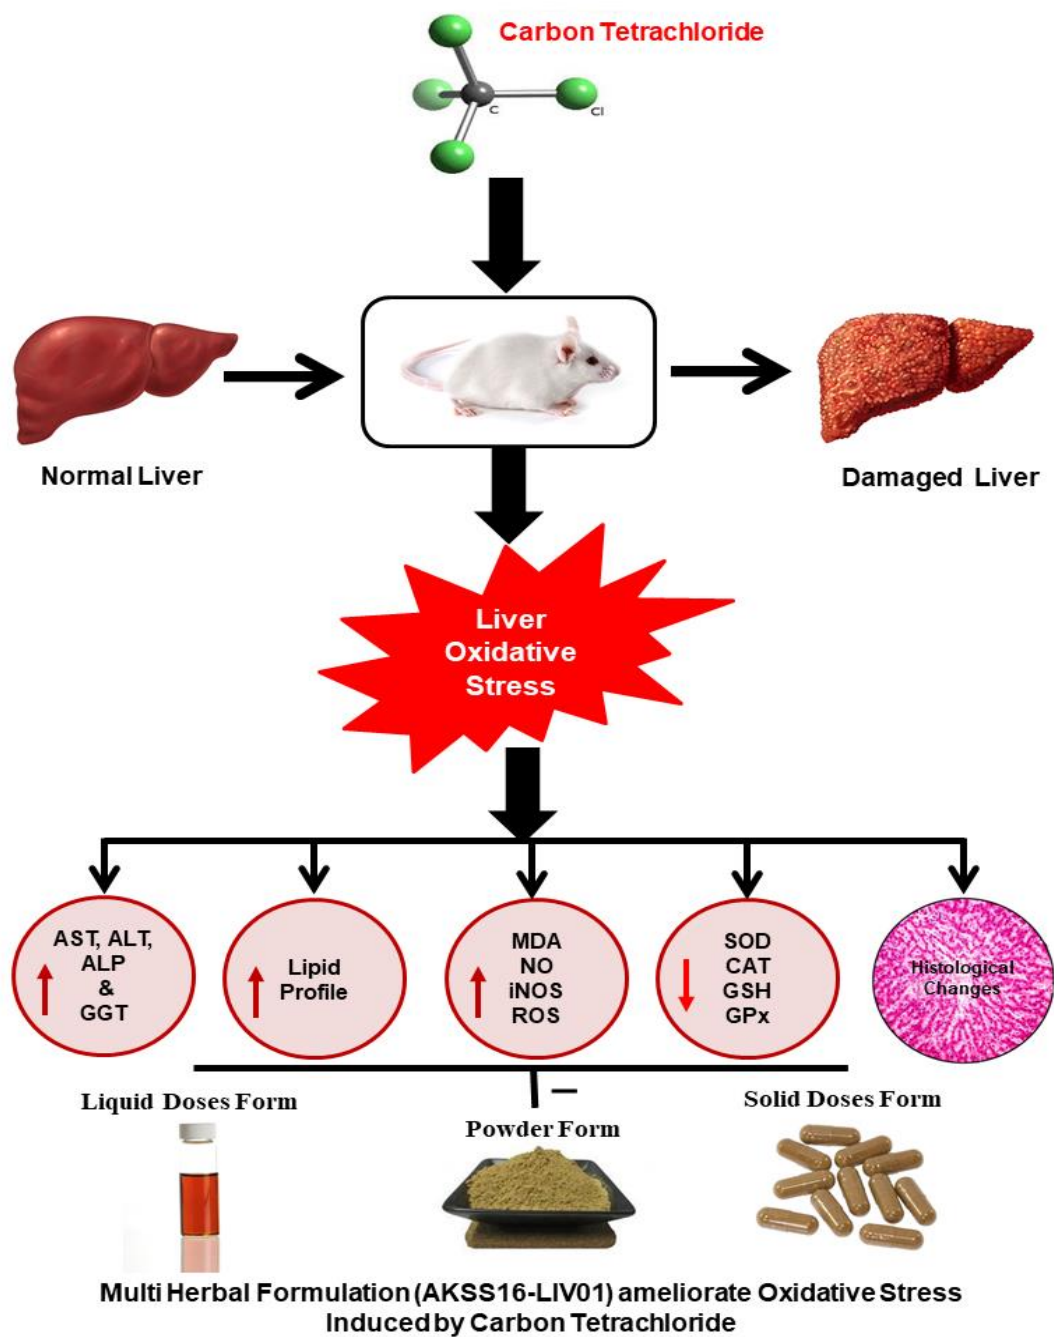 Carbon Tetrachloride
C
Cl
Normal Liver
Damaged Liver
Liver
Oxidative
Stress
AST, ALT,
ALP
&
GGT
Lipid
Profile
MDA
NO
iNOS
ROS
SOD
CAT
GSH
GPx
Histological
Changes
Liquid Doses Form
Powder Form
Solid Doses Form
Multi Herbal Formulation (AKSS16-LIV01) ameliorate Oxidative Stress
Induced by Carbon Tetrachloride